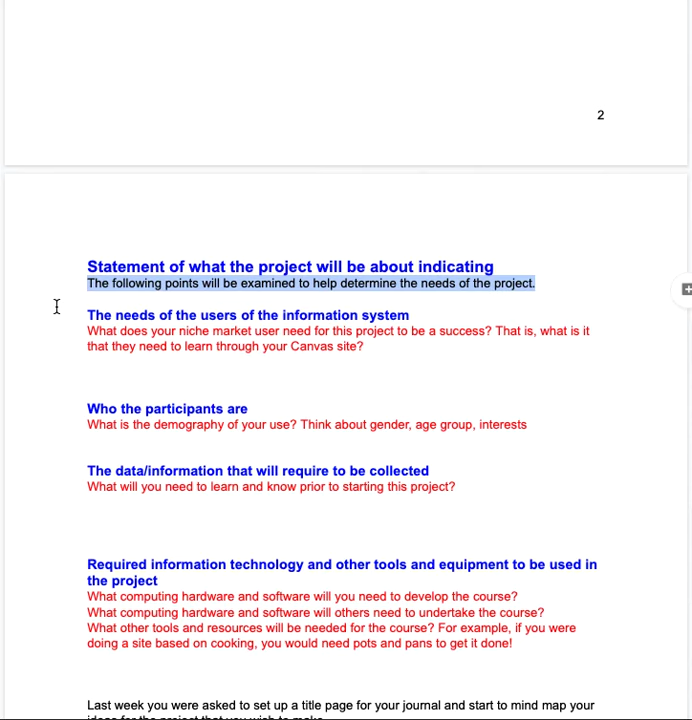 2
Statement of what the project will be about indicating
The following points will be examined to help determine the needs of the project.
The needs of the users of the information system
What does your niche market user need for this project to be a success? That is, what is it
that they need to learn through your Canvas site?
Who the participants are
What is the demography of your use? Think about gender, age group, interests
The data/information that will require to be collected
What will you need to learn and know prior to starting this project?
Required information technology and other tools and equipment to be used in
the project
What computing hardware and software will you need to develop the course?
What computing hardware and software will others need to undertake the course?
What other tools and resources will be needed for the course? For example, if you were
doing a site based on cooking, you would need pots and pans to get it done!
Last week you were asked to set up a title page for your journal and start to mind map your
ideas for the project that you wish to make